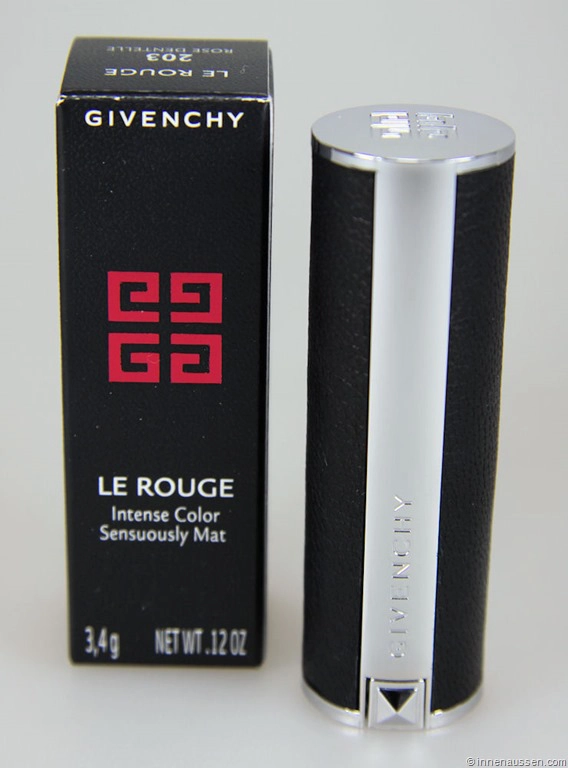 LE ROUGE
203
ROSE DENTELLE
GIVENCHY
LE ROUGE
Intense Color
Sensuously Mat
3,4 g NET WT. .12 OZ
GIVENCHY
© innenaussen.com